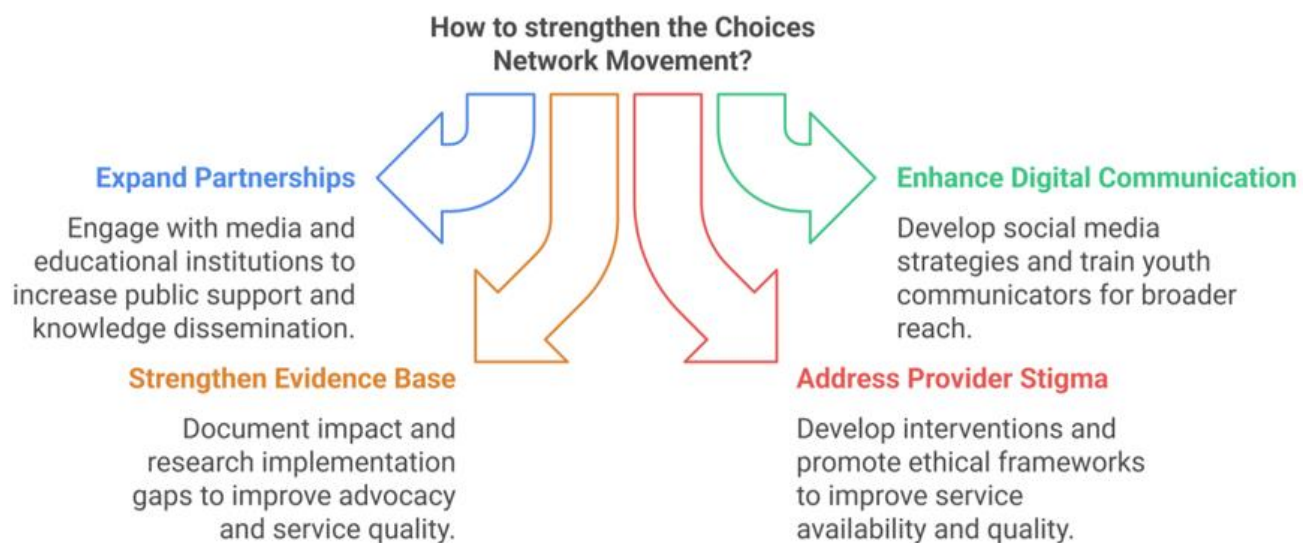 How to strengthen the Choices
Network Movement?
Expand Partnerships
Engage with media and
educational institutions to
increase public support and
knowledge dissemination.
Enhance Digital Communication
Develop social media
strategies and train youth
communicators for broader
reach.
Strengthen Evidence Base
Document impact and
research implementation
gaps to improve advocacy
and service quality.
Address Provider Stigma
Develop interventions and
promote ethical frameworks
to improve service
availability and quality.